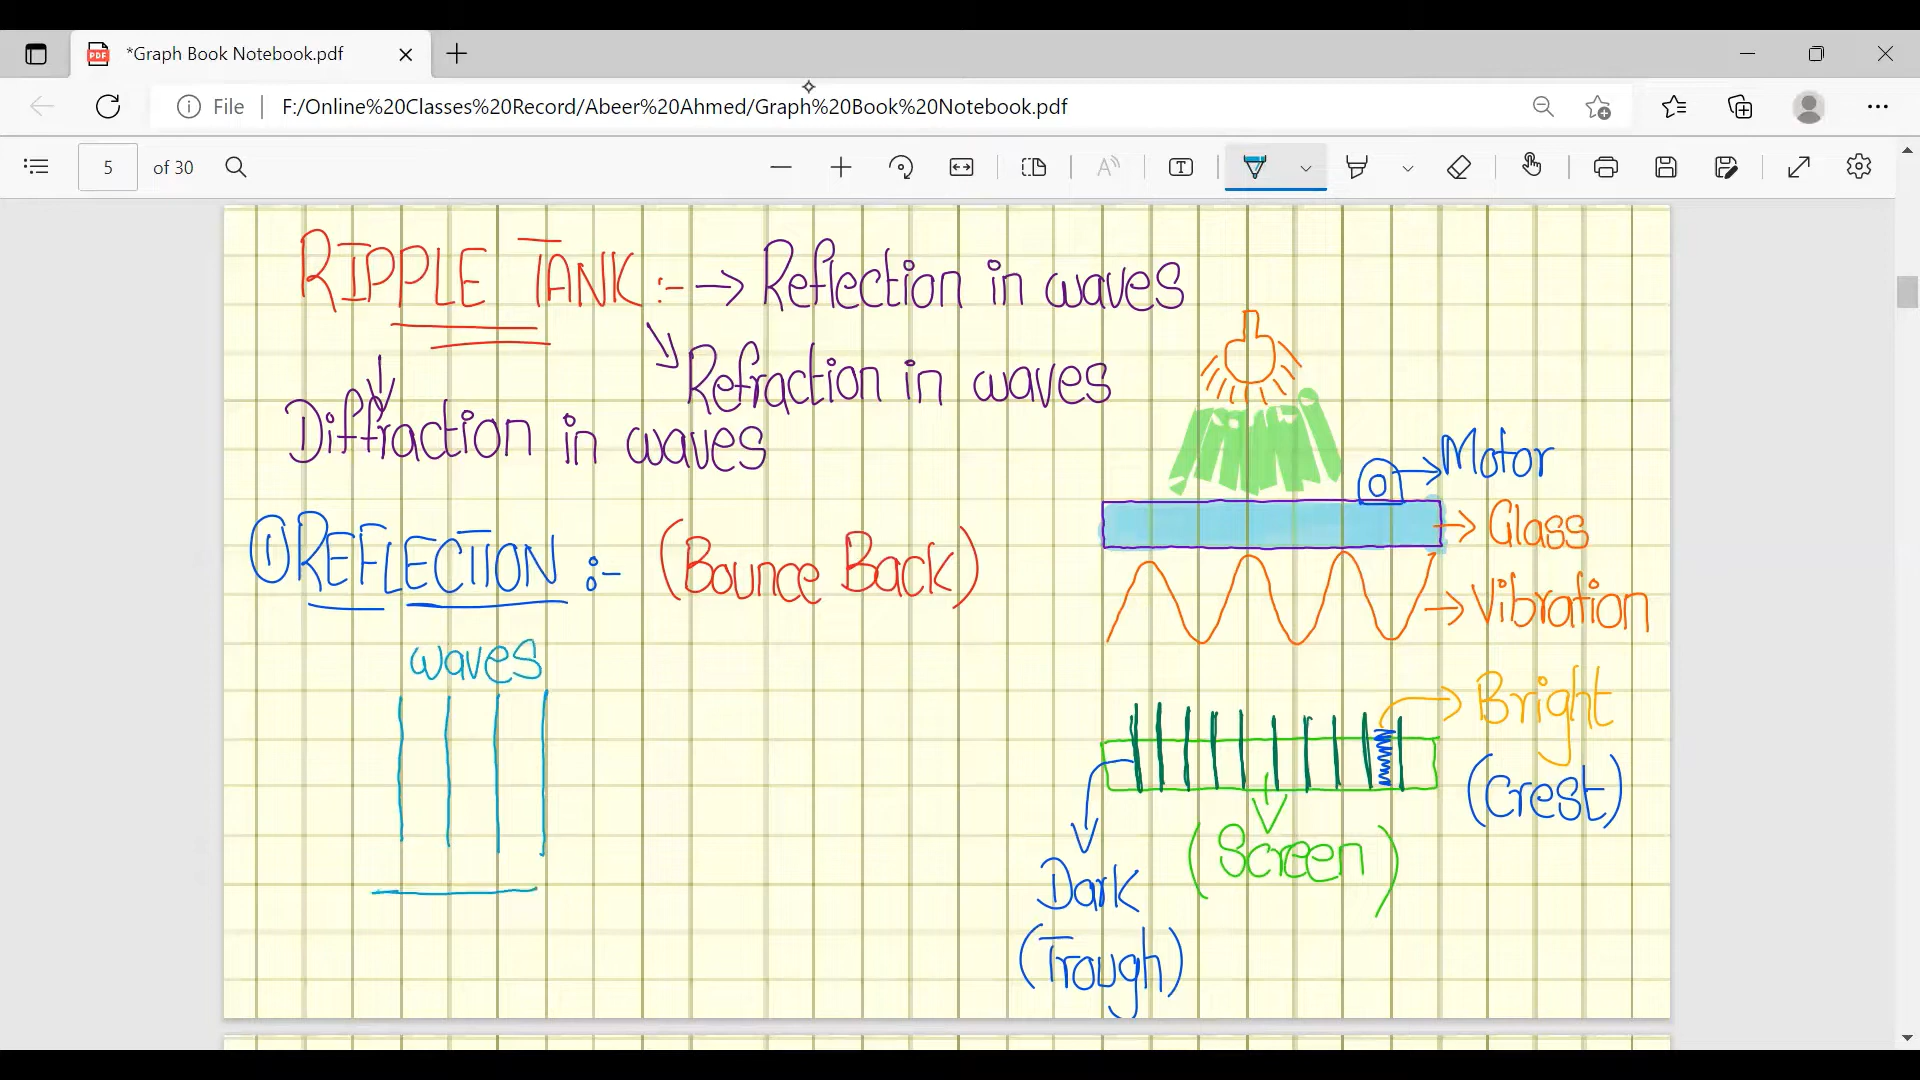 *Graph Book Notebook.pdf
File F:/Online%20Classes%20Record/Abeer%20Ahmed/Graph%20Book%20Notebook.pdf
5 of 30
RIPPLE TANK :- → Reflection in waves
Refraction in waves
Diffraction in waves
Motor
Glass
① REFLECTION :- (Bounce Back)
Vibration
waves
Bright
(Crest)
(Screen)
Dark
(Trough)